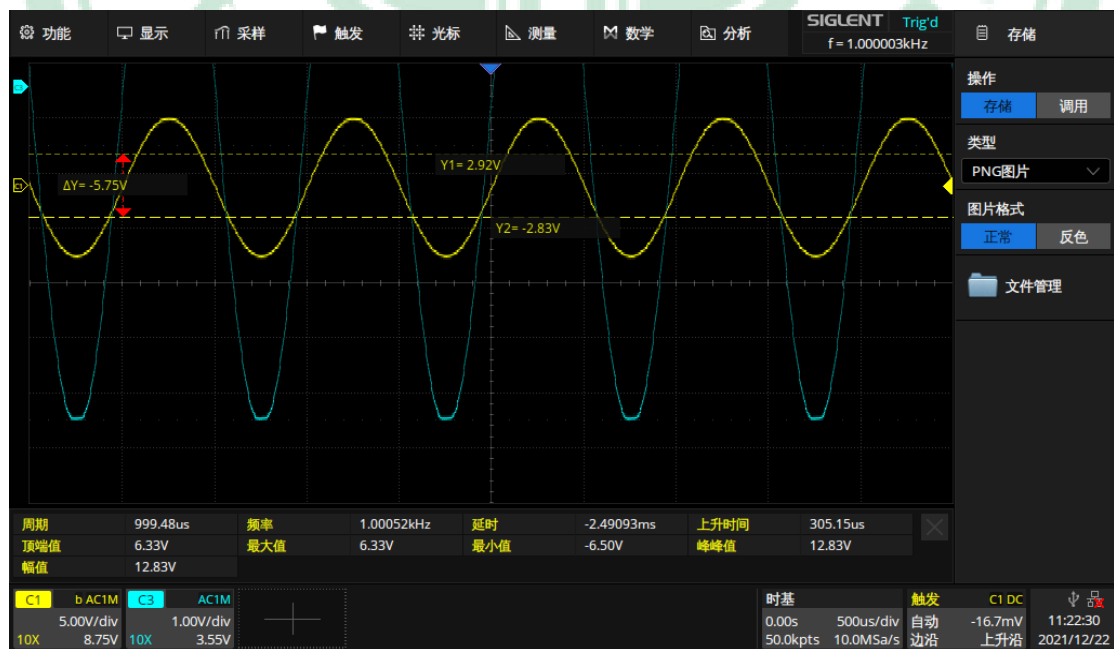 功能 显示 采样 触发 光标 测量 数学 分析 SIGLENT Trig'd
f = 1.000003kHz
存储
操作
存储 调用
类型
PNG图片
图片格式
正常 反色
文件管理
C3
Y1= 2.92V
C1
ΔY= -5.75V
Y2= -2.83V
周期 999.48us 频率 1.00052kHz 延时 -2.49093ms 上升时间 305.15us
顶端值 6.33V 最大值 6.33V 最小值 -6.50V 峰峰值 12.83V
幅值 12.83V
C1 b AC1M C3 AC1M 时基 触发 C1 DC
5.00V/div 1.00V/div 0.00s 500us/div 自动 -16.7mV 11:22:30
10X 8.75V 10X 3.55V 50.0kpts 10.0MSa/s 边沿 上升沿 2021/12/22